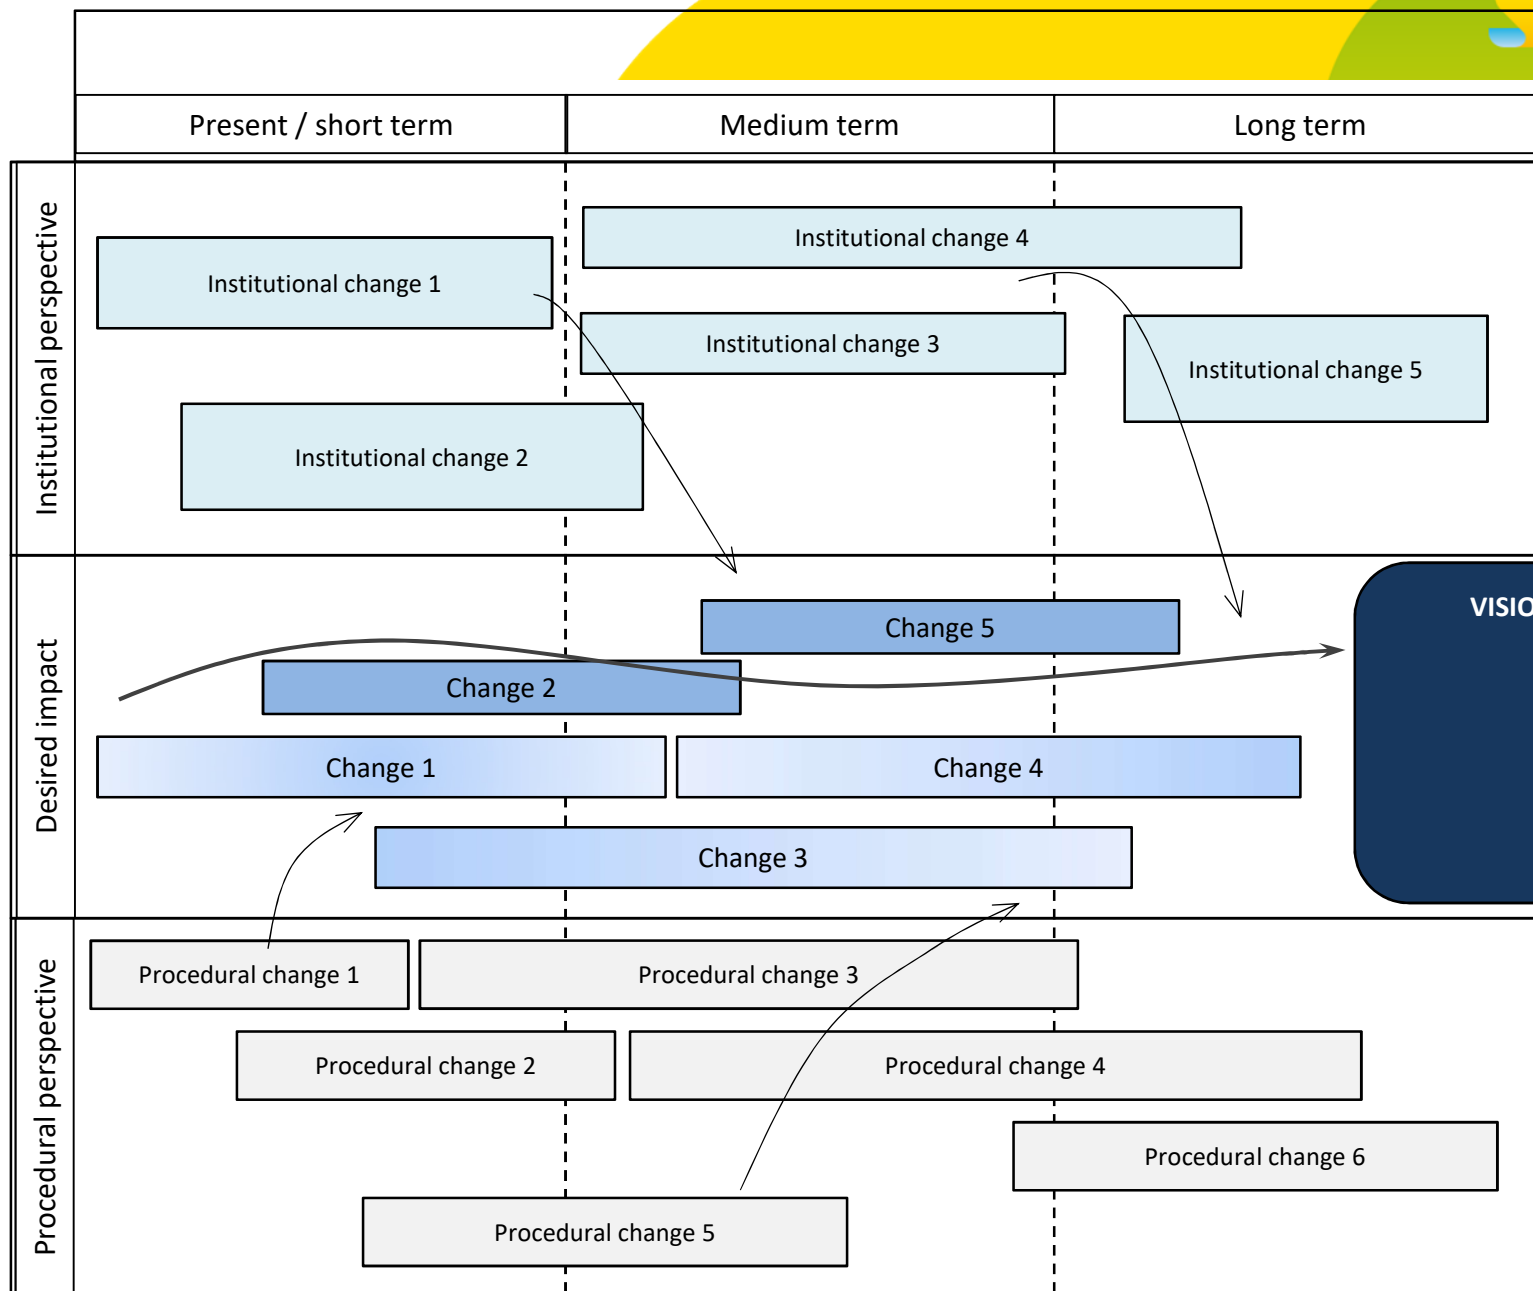 Present / short term
Medium term
Long term
Institutional perspective
Institutional change 4
Institutional change 1
Institutional change 3
Institutional change 5
Institutional change 2
Desired impact
VISIO
Change 5
Change 2
Change 1
Change 4
Change 3
Procedural perspective
Procedural change 1
Procedural change 3
Procedural change 2
Procedural change 4
Procedural change 6
Procedural change 5